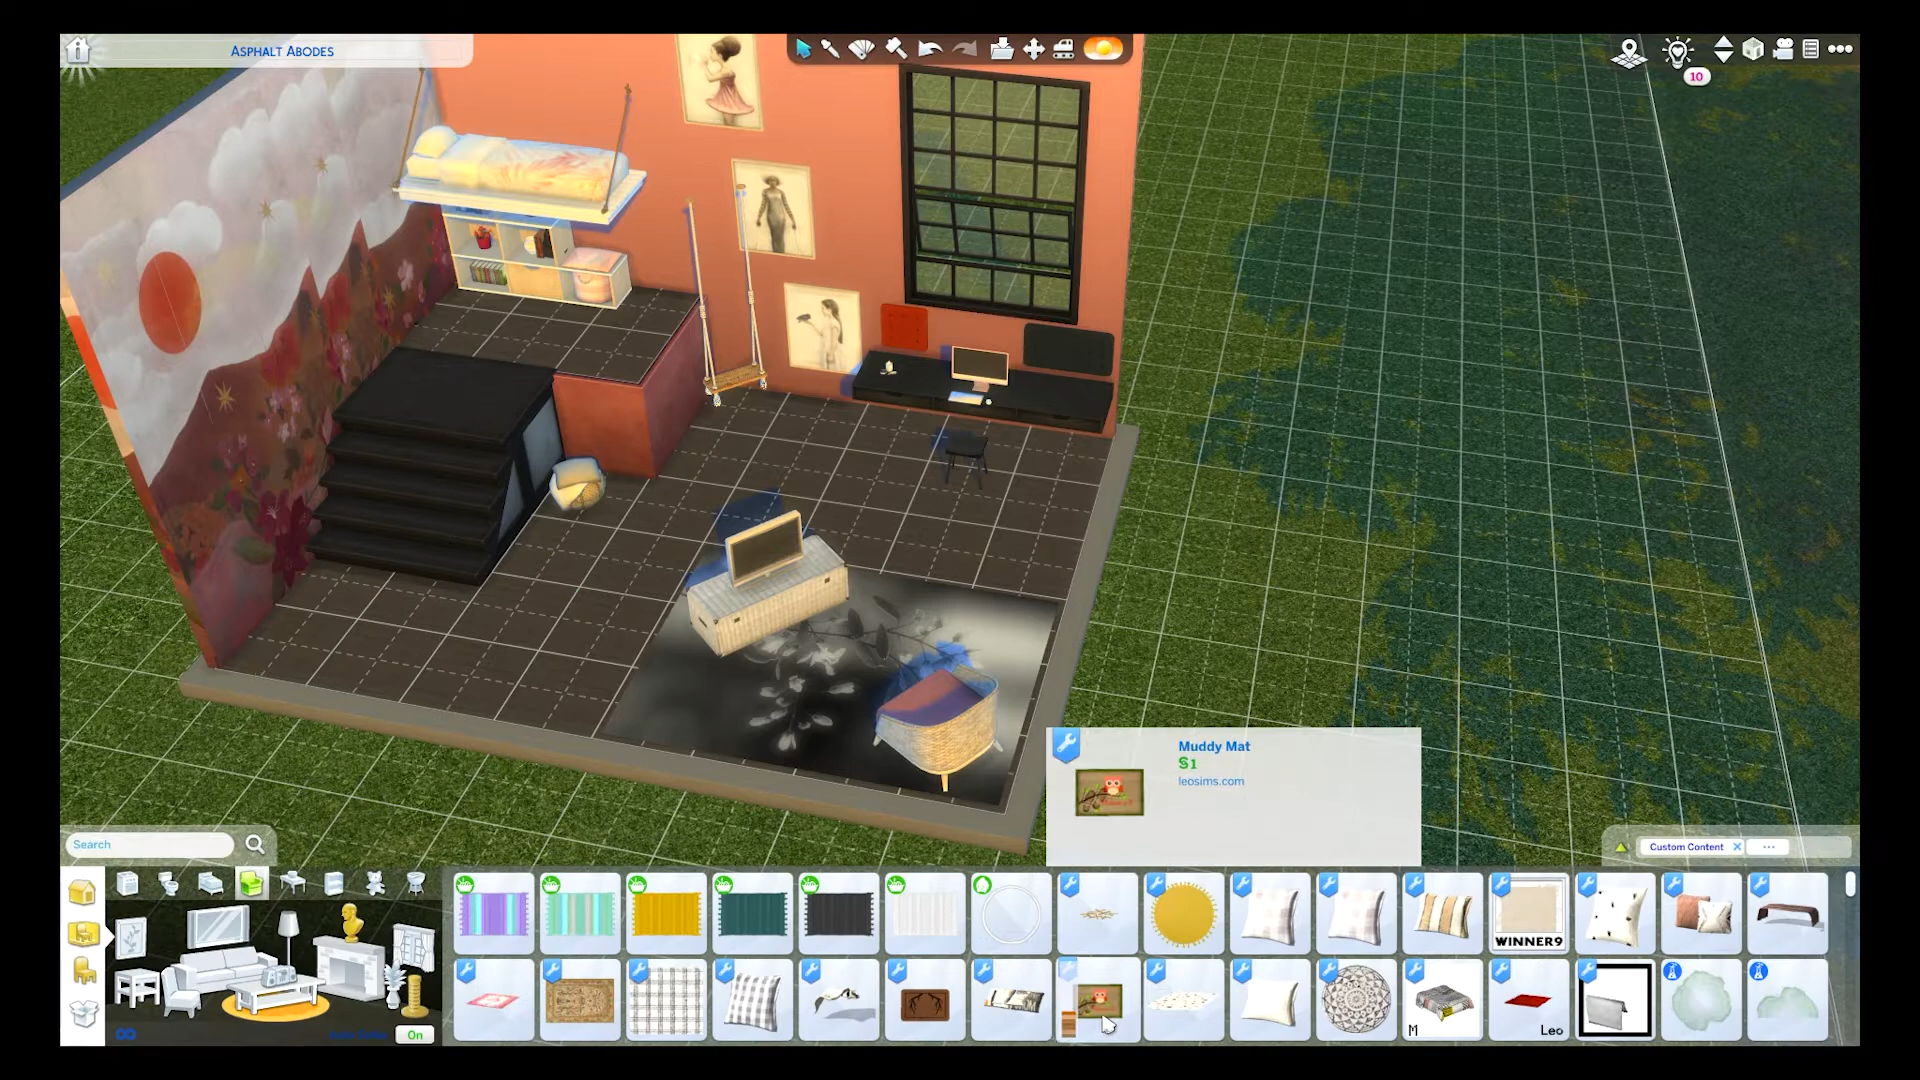 ASPHALT ABODES
10
Muddy Mat
§1
leosims.com
Search
Custom Content
...
WINNER9
M
Leo
On